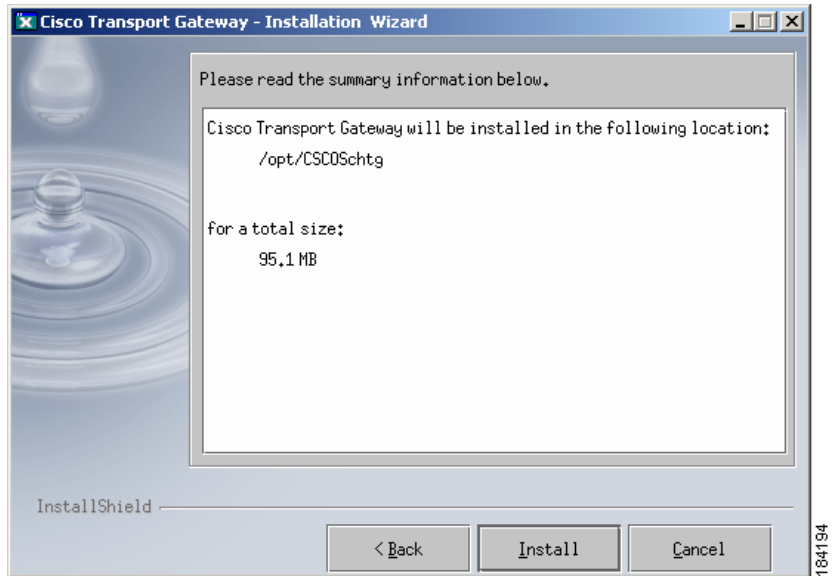 Cisco Transport Gateway - Installation Wizard
Please read the summary information below.
Cisco Transport Gateway will be installed in the following location:
/opt/CSCOSchtg
for a total size:
95.1 MB
InstallShield
< Back
Install
Cancel
184194